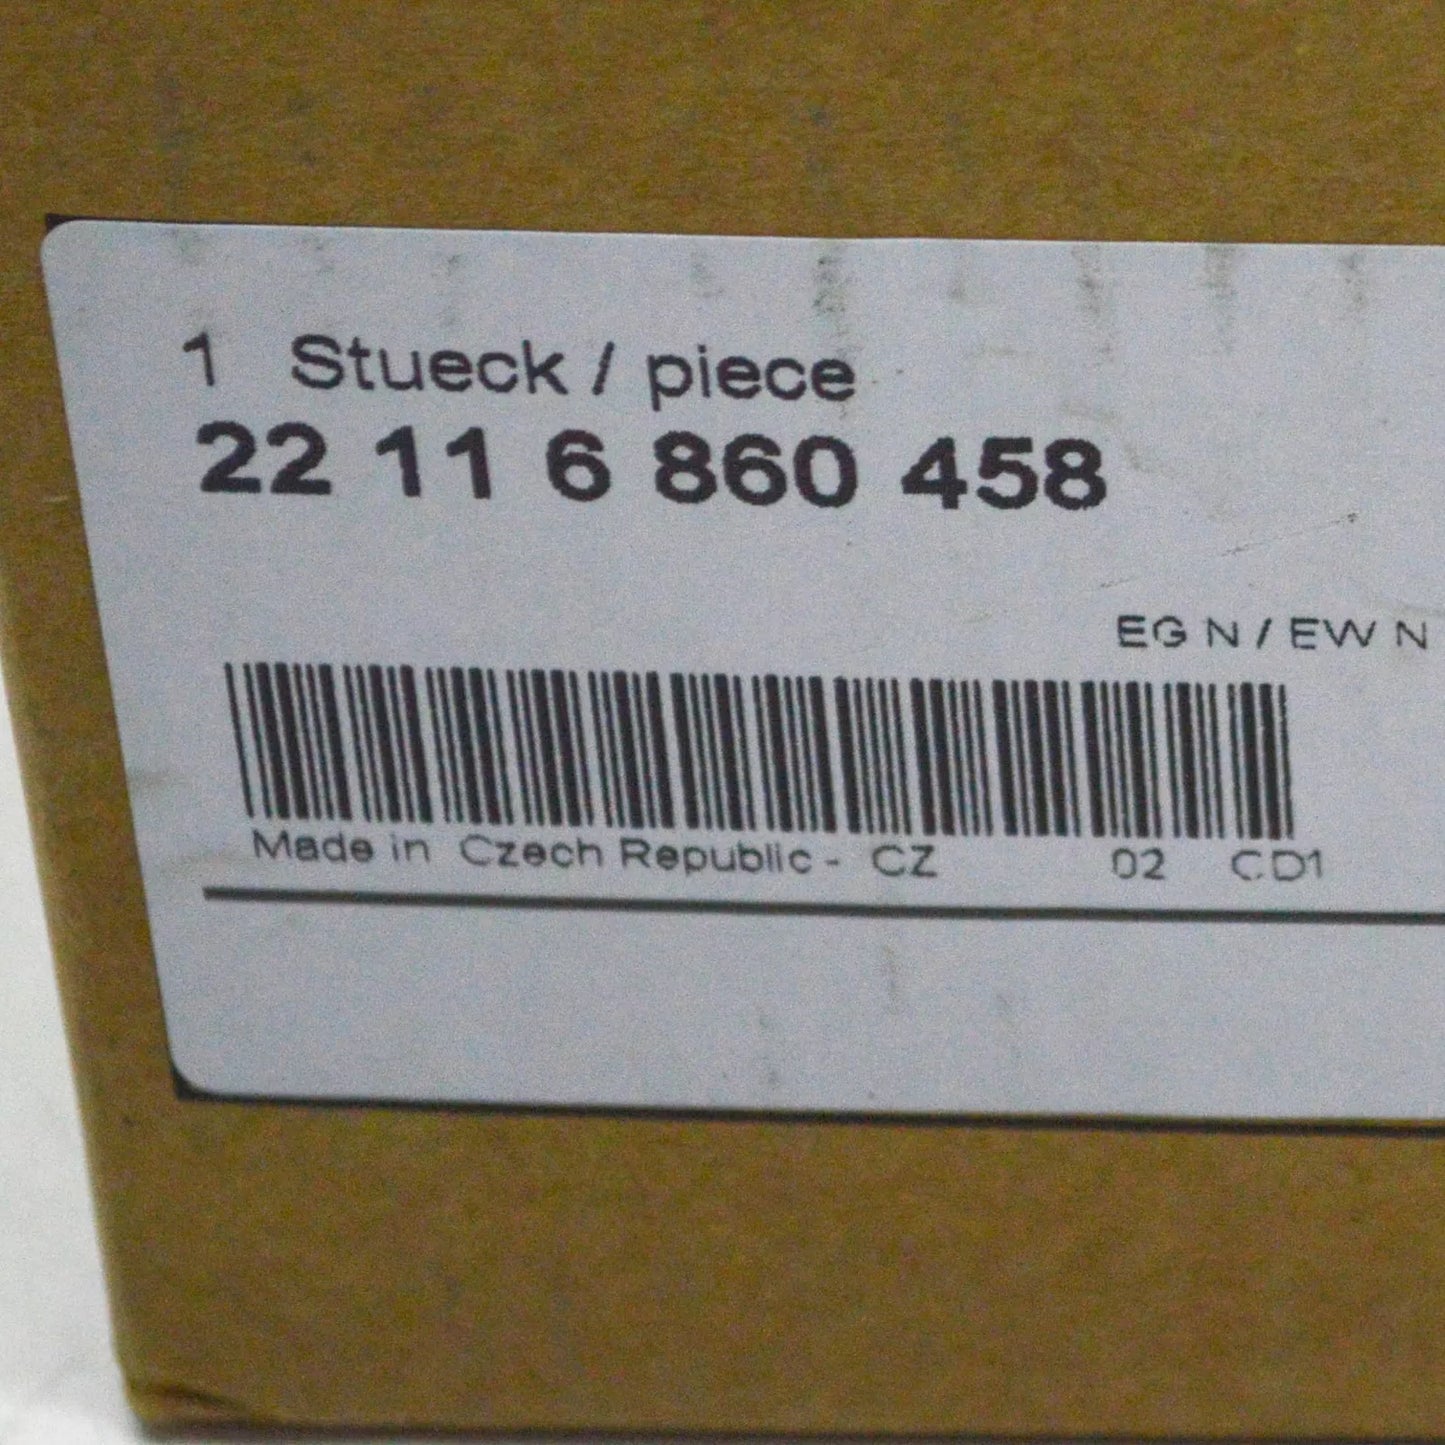 1 Stueck / piece
22 11 6 860 458
EG N / EW N
Made in Czech Republic - CZ 02 CD1